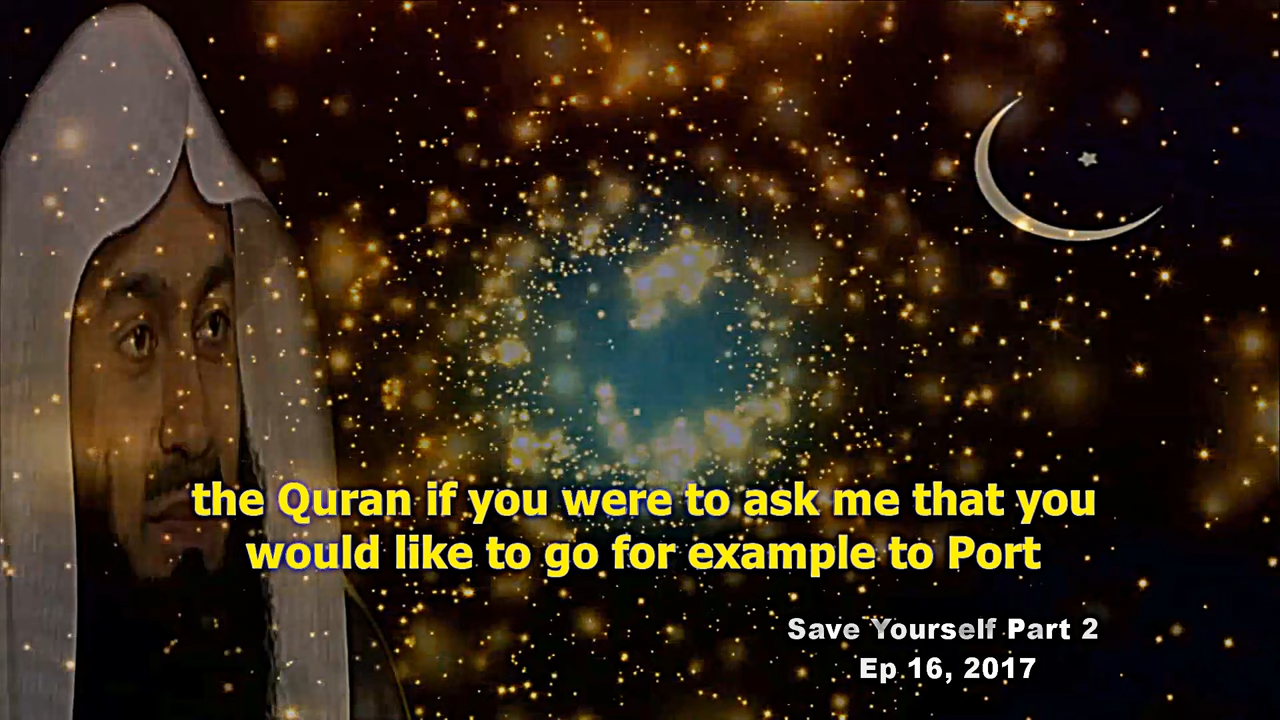 the Quran if you were to ask me that you
would like to go for example to Port
Save Yourself Part 2
Ep 16, 2017